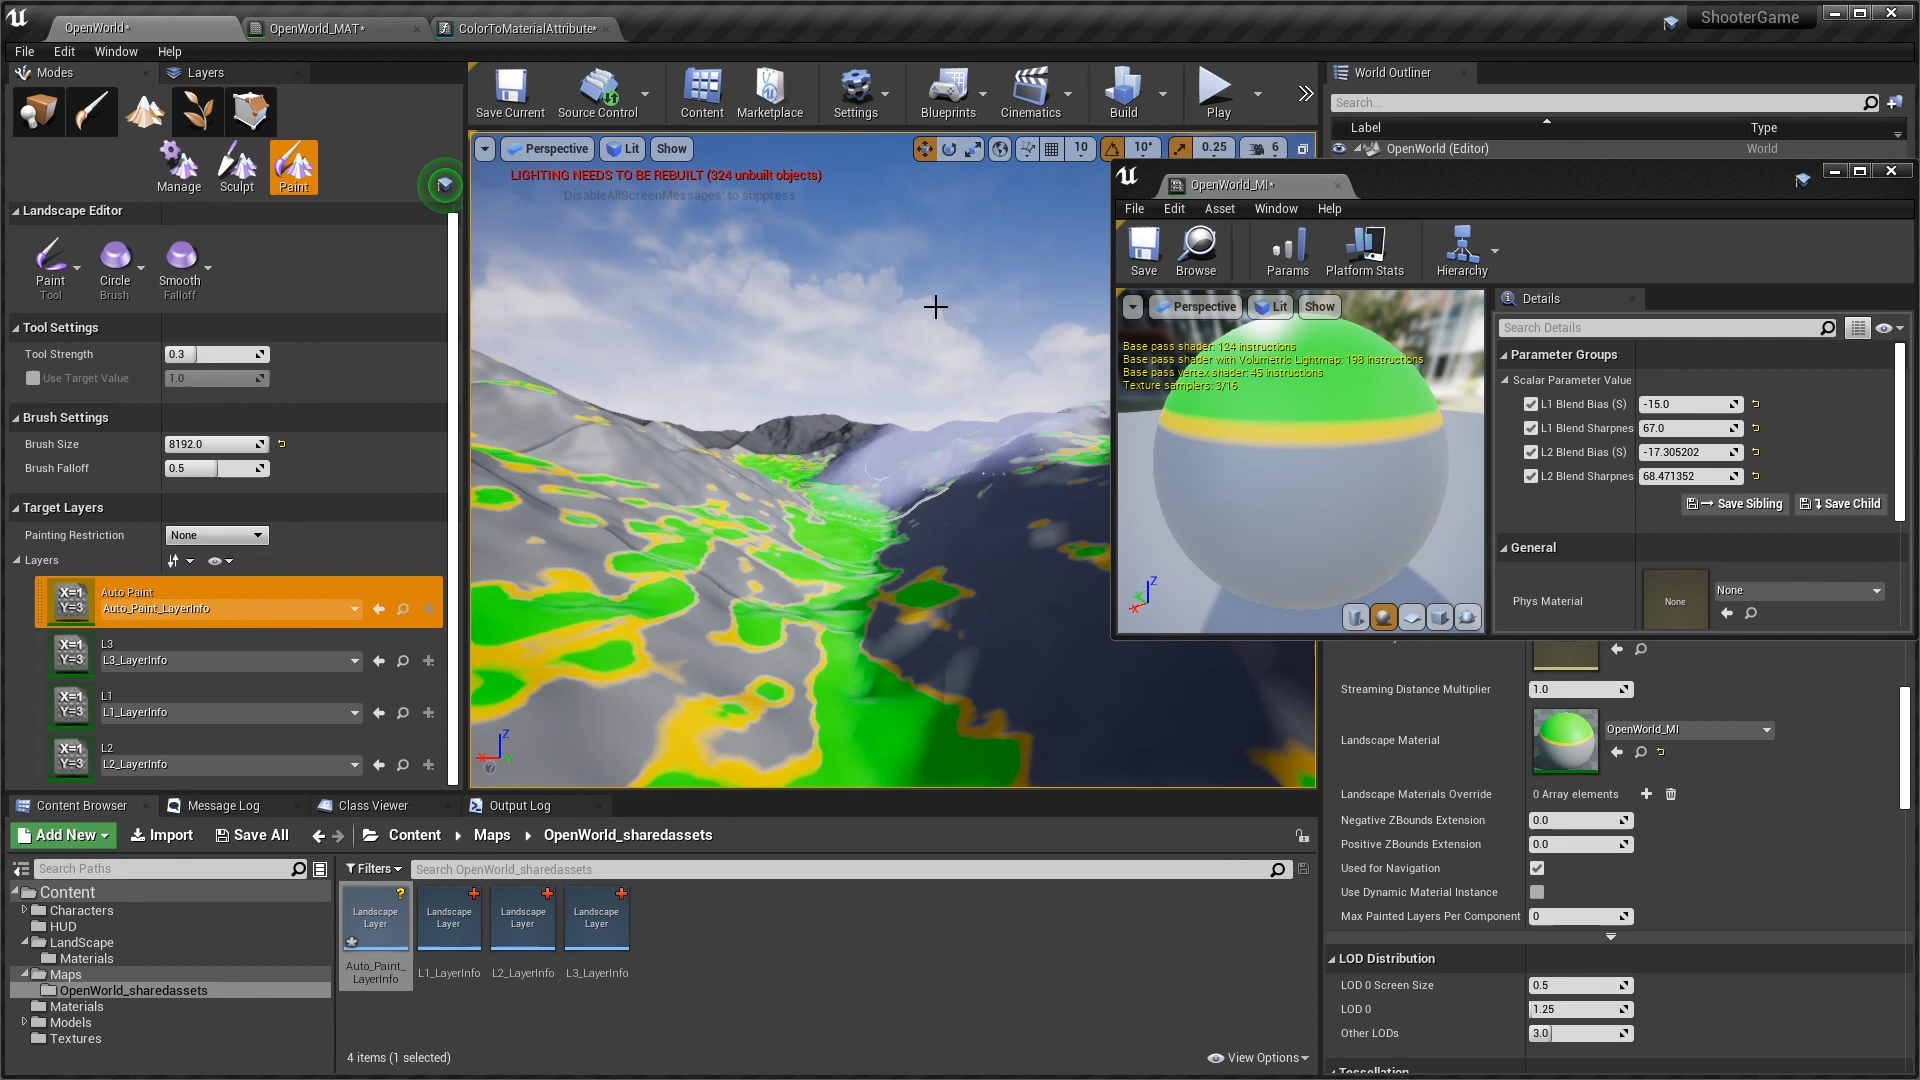 OpenWorld*
OpenWorld_MAT*
ColorToMaterialAttribute*
ShooterGame
File Edit Window Help
Modes
Layers
Manage Sculpt Paint
Landscape Editor
Paint Circle Smooth
Tool Brush Falloff
Tool Settings
Tool Strength 0.3
Use Target Value 1.0
Brush Settings
Brush Size 8192.0
Brush Falloff 0.5
Target Layers
Painting Restriction None
Layers
X=1
Y=3
Auto Paint
Auto_Paint_LayerInfo
X=1
Y=3
L3
L3_LayerInfo
X=1
Y=3
L1
L1_LayerInfo
X=1
Y=3
L2
L2_LayerInfo
Save Current Source Control Content Marketplace Settings Blueprints Cinematics Build Play
Perspective Lit Show
10 10° 0.25 6
LIGHTING NEEDS TO BE REBUILT (324 unbuilt objects)
'DisableAllScreenMessages' to suppress
Z
World Outliner
Search...
Label Type
OpenWorld (Editor) World
OpenWorld_MI*
File Edit Asset Window Help
Save Browse Params Platform Stats Hierarchy
Perspective Lit Show
Base pass shader: 124 instructions
Base pass shader with Volumetric Lightmap: 198 instructions
Base pass vertex shader: 45 instructions
Texture samplers: 3/16
Z
Details
Search Details
Parameter Groups
Scalar Parameter Value
L1 Blend Bias (S) -15.0
L1 Blend Sharpnes 67.0
L2 Blend Bias (S) -17.305202
L2 Blend Sharpnes 68.471352
Save Sibling Save Child
General
Phys Material None None
Streaming Distance Multiplier 1.0
Landscape Material OpenWorld_MI
Landscape Materials Override 0 Array elements
Negative ZBounds Extension 0.0
Positive ZBounds Extension 0.0
Used for Navigation
Use Dynamic Material Instance
Max Painted Layers Per Component 0
LOD Distribution
LOD 0 Screen Size 0.5
LOD 0 1.25
Other LODs 3.0
Tessellation
Content Browser Message Log Class Viewer Output Log
Add New Import Save All Content Maps OpenWorld_sharedassets
Search Paths
Filters Search OpenWorld_sharedassets
Content
Characters
HUD
LandScape
Materials
Maps
OpenWorld_sharedassets
Materials
Models
Textures
Landscape
Layer
Landscape
Layer
Landscape
Layer
Landscape
Layer
Auto_Paint_
LayerInfo
L1_LayerInfo
L2_LayerInfo
L3_LayerInfo
4 items (1 selected)
View Options